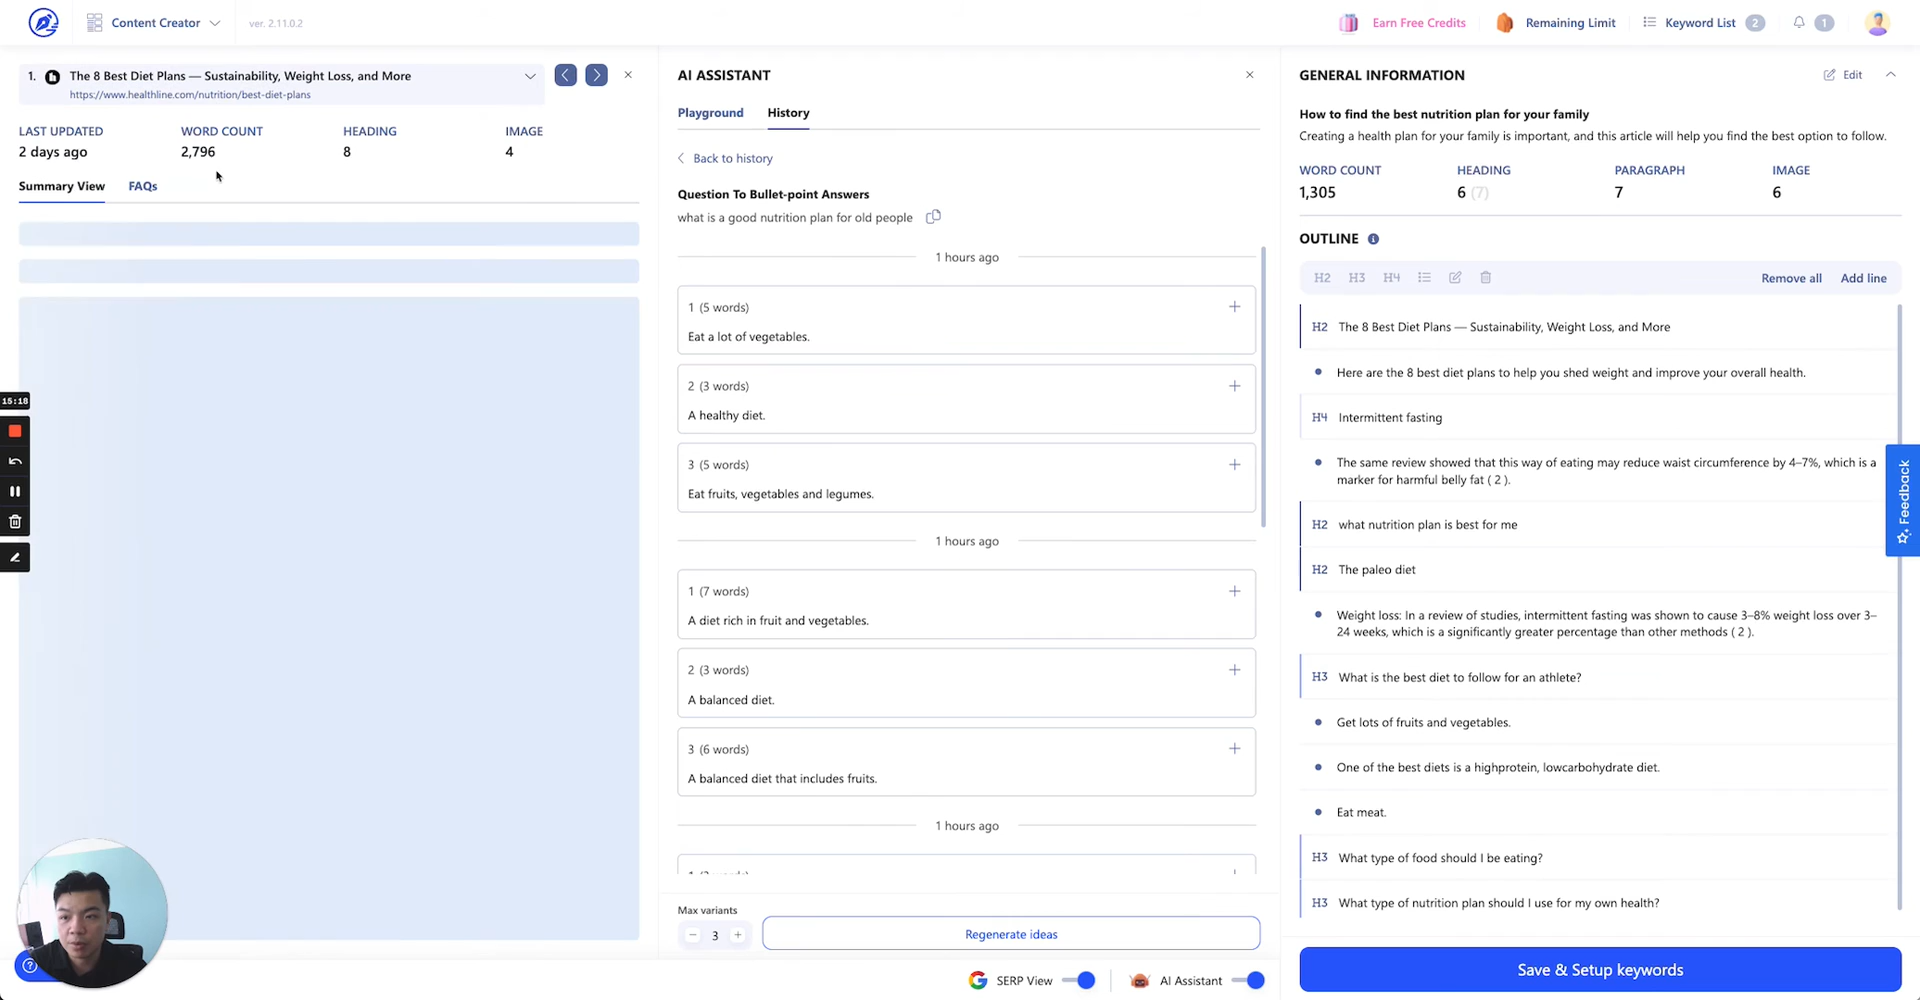 Content Creator
ver. 2.11.0.2
Earn Free Credits
Remaining Limit
Keyword List 2
1
1. The 8 Best Diet Plans — Sustainability, Weight Loss, and More
https://www.healthline.com/nutrition/best-diet-plans
LAST UPDATED WORD COUNT HEADING IMAGE
2 days ago 2,796 8 4
Summary View FAQs
15:18
AI ASSISTANT
Playground History
Back to history
Question To Bullet-point Answers
what is a good nutrition plan for old people
1 hours ago
1 (5 words)
Eat a lot of vegetables.
2 (3 words)
A healthy diet.
3 (5 words)
Eat fruits, vegetables and legumes.
1 hours ago
1 (7 words)
A diet rich in fruit and vegetables.
2 (3 words)
A balanced diet.
3 (6 words)
A balanced diet that includes fruits.
1 hours ago
Max variants
3
Regenerate ideas
SERP View
AI Assistant
GENERAL INFORMATION
Edit
How to find the best nutrition plan for your family
Creating a health plan for your family is important, and this article will help you find the best option to follow.
WORD COUNT HEADING PARAGRAPH IMAGE
1,305 6 (7) 7 6
OUTLINE
H2 H3 H4 Remove all Add line
H2 The 8 Best Diet Plans — Sustainability, Weight Loss, and More
Here are the 8 best diet plans to help you shed weight and improve your overall health.
H4 Intermittent fasting
The same review showed that this way of eating may reduce waist circumference by 4–7%, which is a
marker for harmful belly fat ( 2 ).
H2 what nutrition plan is best for me
H2 The paleo diet
Weight loss: In a review of studies, intermittent fasting was shown to cause 3–8% weight loss over 3–
24 weeks, which is a significantly greater percentage than other methods ( 2 ).
H3 What is the best diet to follow for an athlete?
Get lots of fruits and vegetables.
One of the best diets is a highprotein, lowcarbohydrate diet.
Eat meat.
H3 What type of food should I be eating?
H3 What type of nutrition plan should I use for my own health?
Save & Setup keywords
Feedback